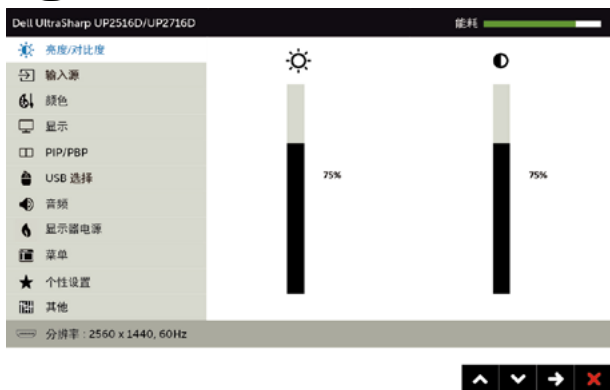 Dell UltraSharp UP2516D/UP2716D 能耗
亮度/对比度
输入源
颜色
显示
PIP/PBP
USB 选择
音频
显示器电源
菜单
个性设置
其他
75% 75%
分辨率 : 2560 x 1440, 60Hz